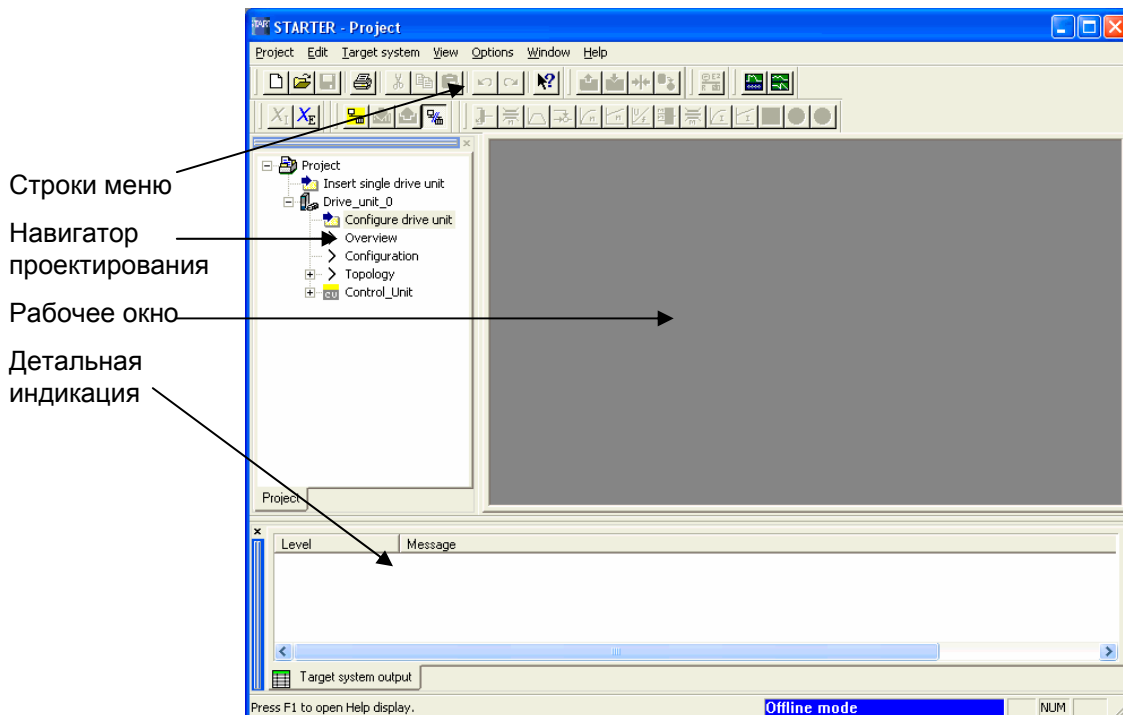 STARTER - Project
Project Edit Target system View Options Window Help
Строки меню
Навигатор
проектирования
Рабочее окно
Детальная
индикация
Project
Insert single drive unit
Drive_unit_0
Configure drive unit
Overview
Configuration
Topology
Control_Unit
Project
Level Message
Target system output
Press F1 to open Help display. Offline mode NUM